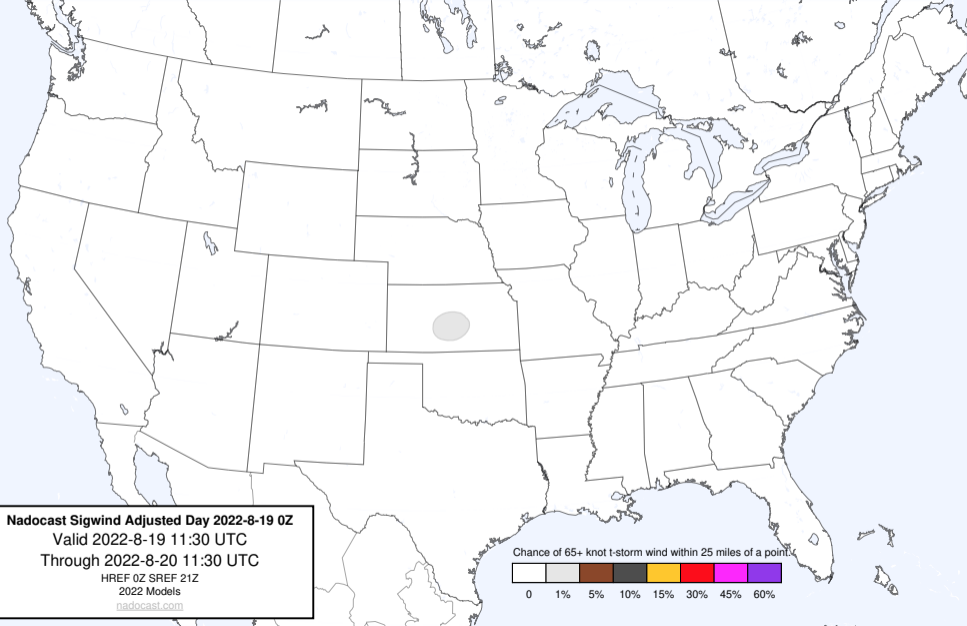 Nadocast Sigwind Adjusted Day 2022-8-19 0Z
Valid 2022-8-19 11:30 UTC
Through 2022-8-20 11:30 UTC
HREF 0Z SREF 21Z
2022 Models
nadocast.com
Chance of 65+ knot t-storm wind within 25 miles of a point.
0 1% 5% 10% 15% 30% 45% 60%